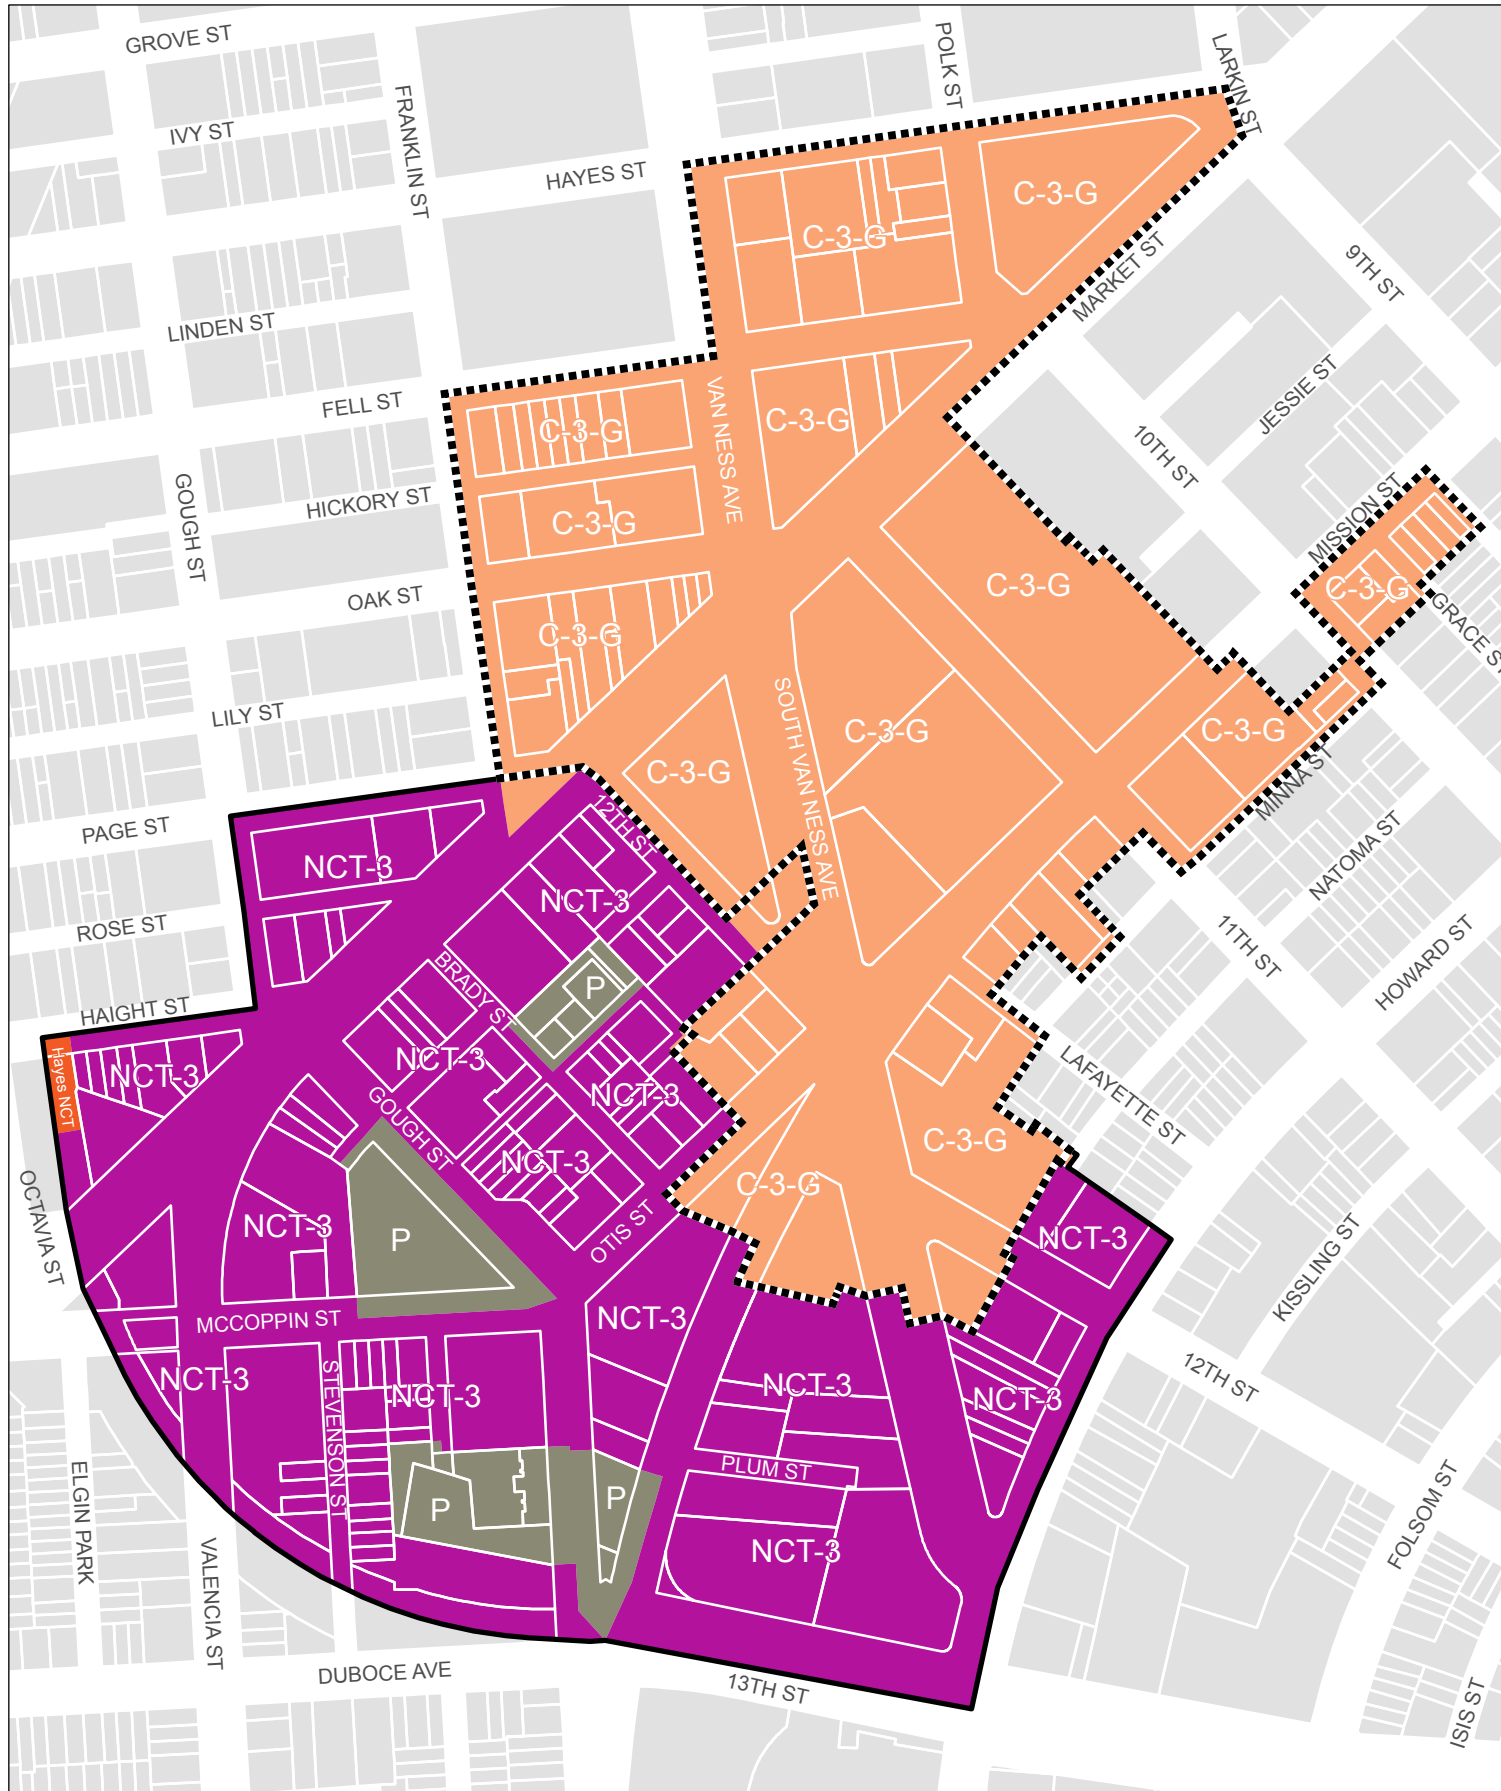 GROVE ST
POLK ST
LARKIN ST
IVY ST
FRANKLIN ST
HAYES ST
C-3-G
C-3-G
MARKET ST
9TH ST
LINDEN ST
JESSIE ST
FELL ST
VAN NESS AVE
C-3-G
C-3-G
10TH ST
GOUGH ST
HICKORY ST
C-3-G
MISSION ST
C-3-G
C-3-G
GRACE ST
OAK ST
C-3-G
LILY ST
SOUTH VAN NESS AVE
C-3-G
C-3-G
C-3-G
MINNA ST
PAGE ST
12TH ST
NATOMA ST
NCT-3
NCT-3
ROSE ST
11TH ST
HOWARD ST
BRADY ST
P
HAIGHT ST
Hayes NCT
NCT-3
NCT-3
NCT-3
LAFAYETTE ST
GOUGH ST
C-3-G
NCT-3
C-3-G
OCTAVIA ST
NCT-3
P
OTIS ST
NCT-3
KISSLING ST
MCCOPPIN ST
NCT-3
NCT-3
STEVENSON ST
NCT-3
NCT-3
NCT-3
12TH ST
PLUM ST
ELGIN PARK
P
P
FOLSOM ST
NCT-3
VALENCIA ST
DUBOCE AVE
13TH ST
ISIS ST